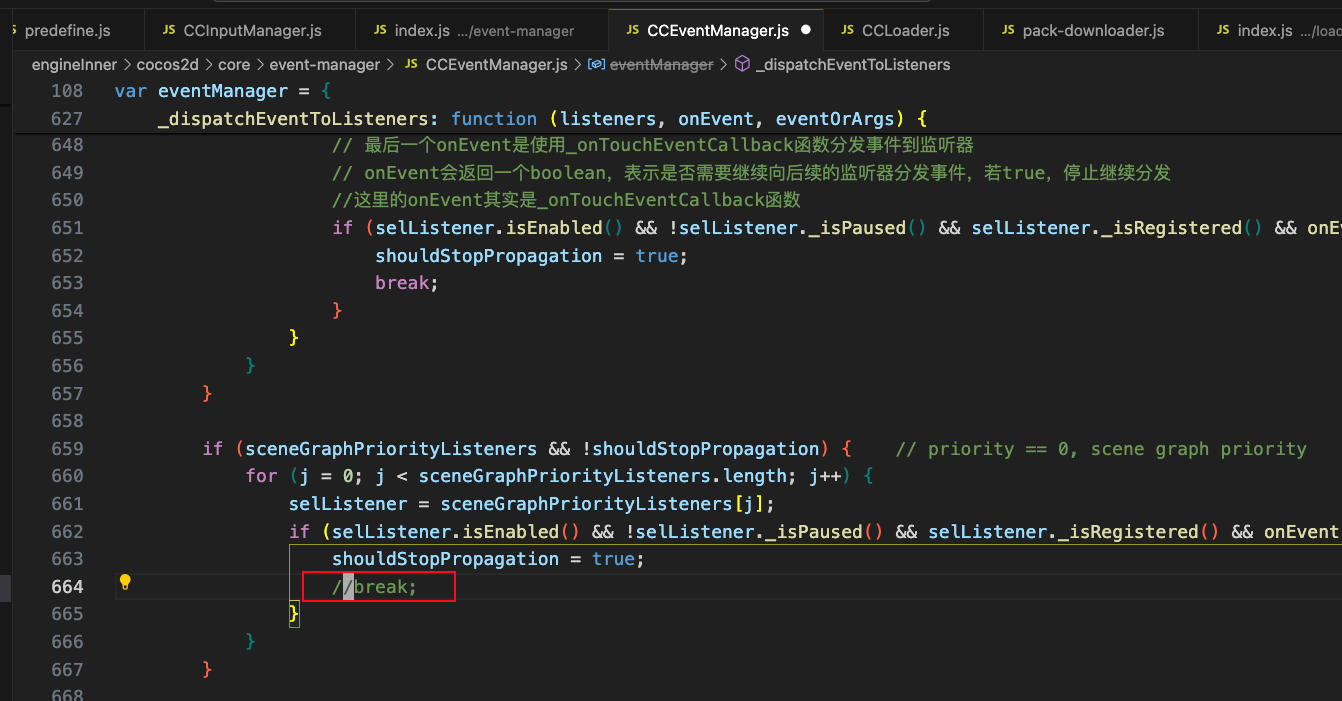 JS predefine.js JS CCInputManager.js JS index.js .../event-manager JS CCEventManager.js JS CCLoader.js JS pack-downloader.js JS index.js
engineInner > cocos2d > core > event-manager > JS CCEventManager.js > eventManager > _dispatchEventToListeners
108 var eventManager = {
627 _dispatchEventToListeners: function (listeners, onEvent, eventOrArgs) {
648 // 最后一个onEvent是使用_onTouchEventCallback函数分发事件到监听器
649 // onEvent会返回一个boolean，表示是否需要继续向后续的监听器分发事件，若true，停止继续分发
650 //这里的onEvent其实是_onTouchEventCallback函数
651 if (selListener.isEnabled() && !selListener._isPaused() && selListener._isRegistered() && onEv
652 shouldStopPropagation = true;
653 break;
654 }
655 }
656 }
657 }
658
659 if (sceneGraphPriorityListeners && !shouldStopPropagation) { // priority == 0, scene graph priority
660 for (j = 0; j < sceneGraphPriorityListeners.length; j++) {
661 selListener = sceneGraphPriorityListeners[j];
662 if (selListener.isEnabled() && !selListener._isPaused() && selListener._isRegistered() && onEvent
663 shouldStopPropagation = true;
664 //break;
665 }
666 }
667 }
668